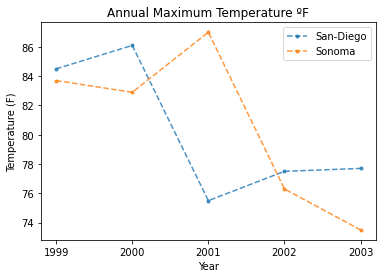 Annual Maximum Temperature ºF
San-Diego
Sonoma
Temperature (F)
86
84
82
80
78
76
74
1999
2000
2001
2002
2003
Year